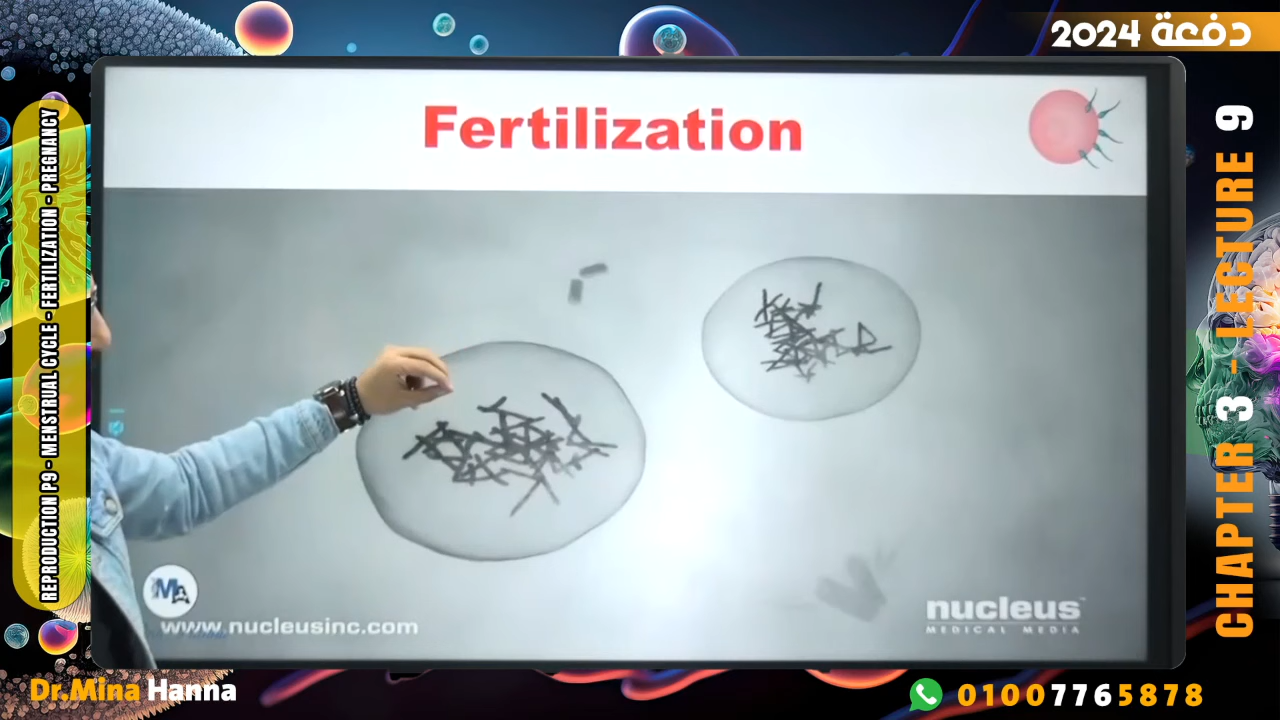 دفعة 2024
Fertilization
REPRODUCTION P9 - MENSTRUAL CYCLE - FERTILIZATION - PREGNANCY
CHAPTER 3 - LECTURE 9
www.nucleusinc.com
nucleus
MEDICAL MEDIA
Dr.Mina Hanna
01007765878